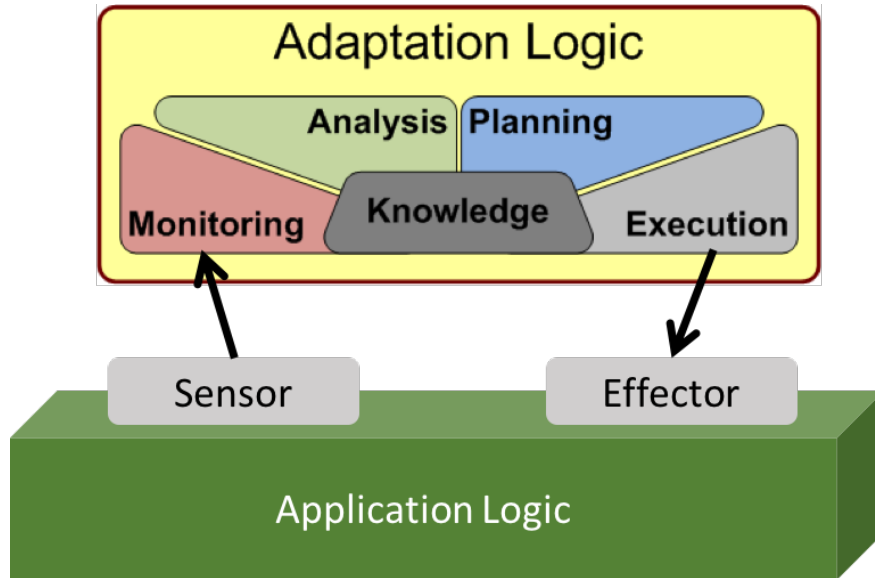 Adaptation Logic
Analysis Planning
Knowledge
Monitoring
Execution
Sensor
Effector
Application Logic